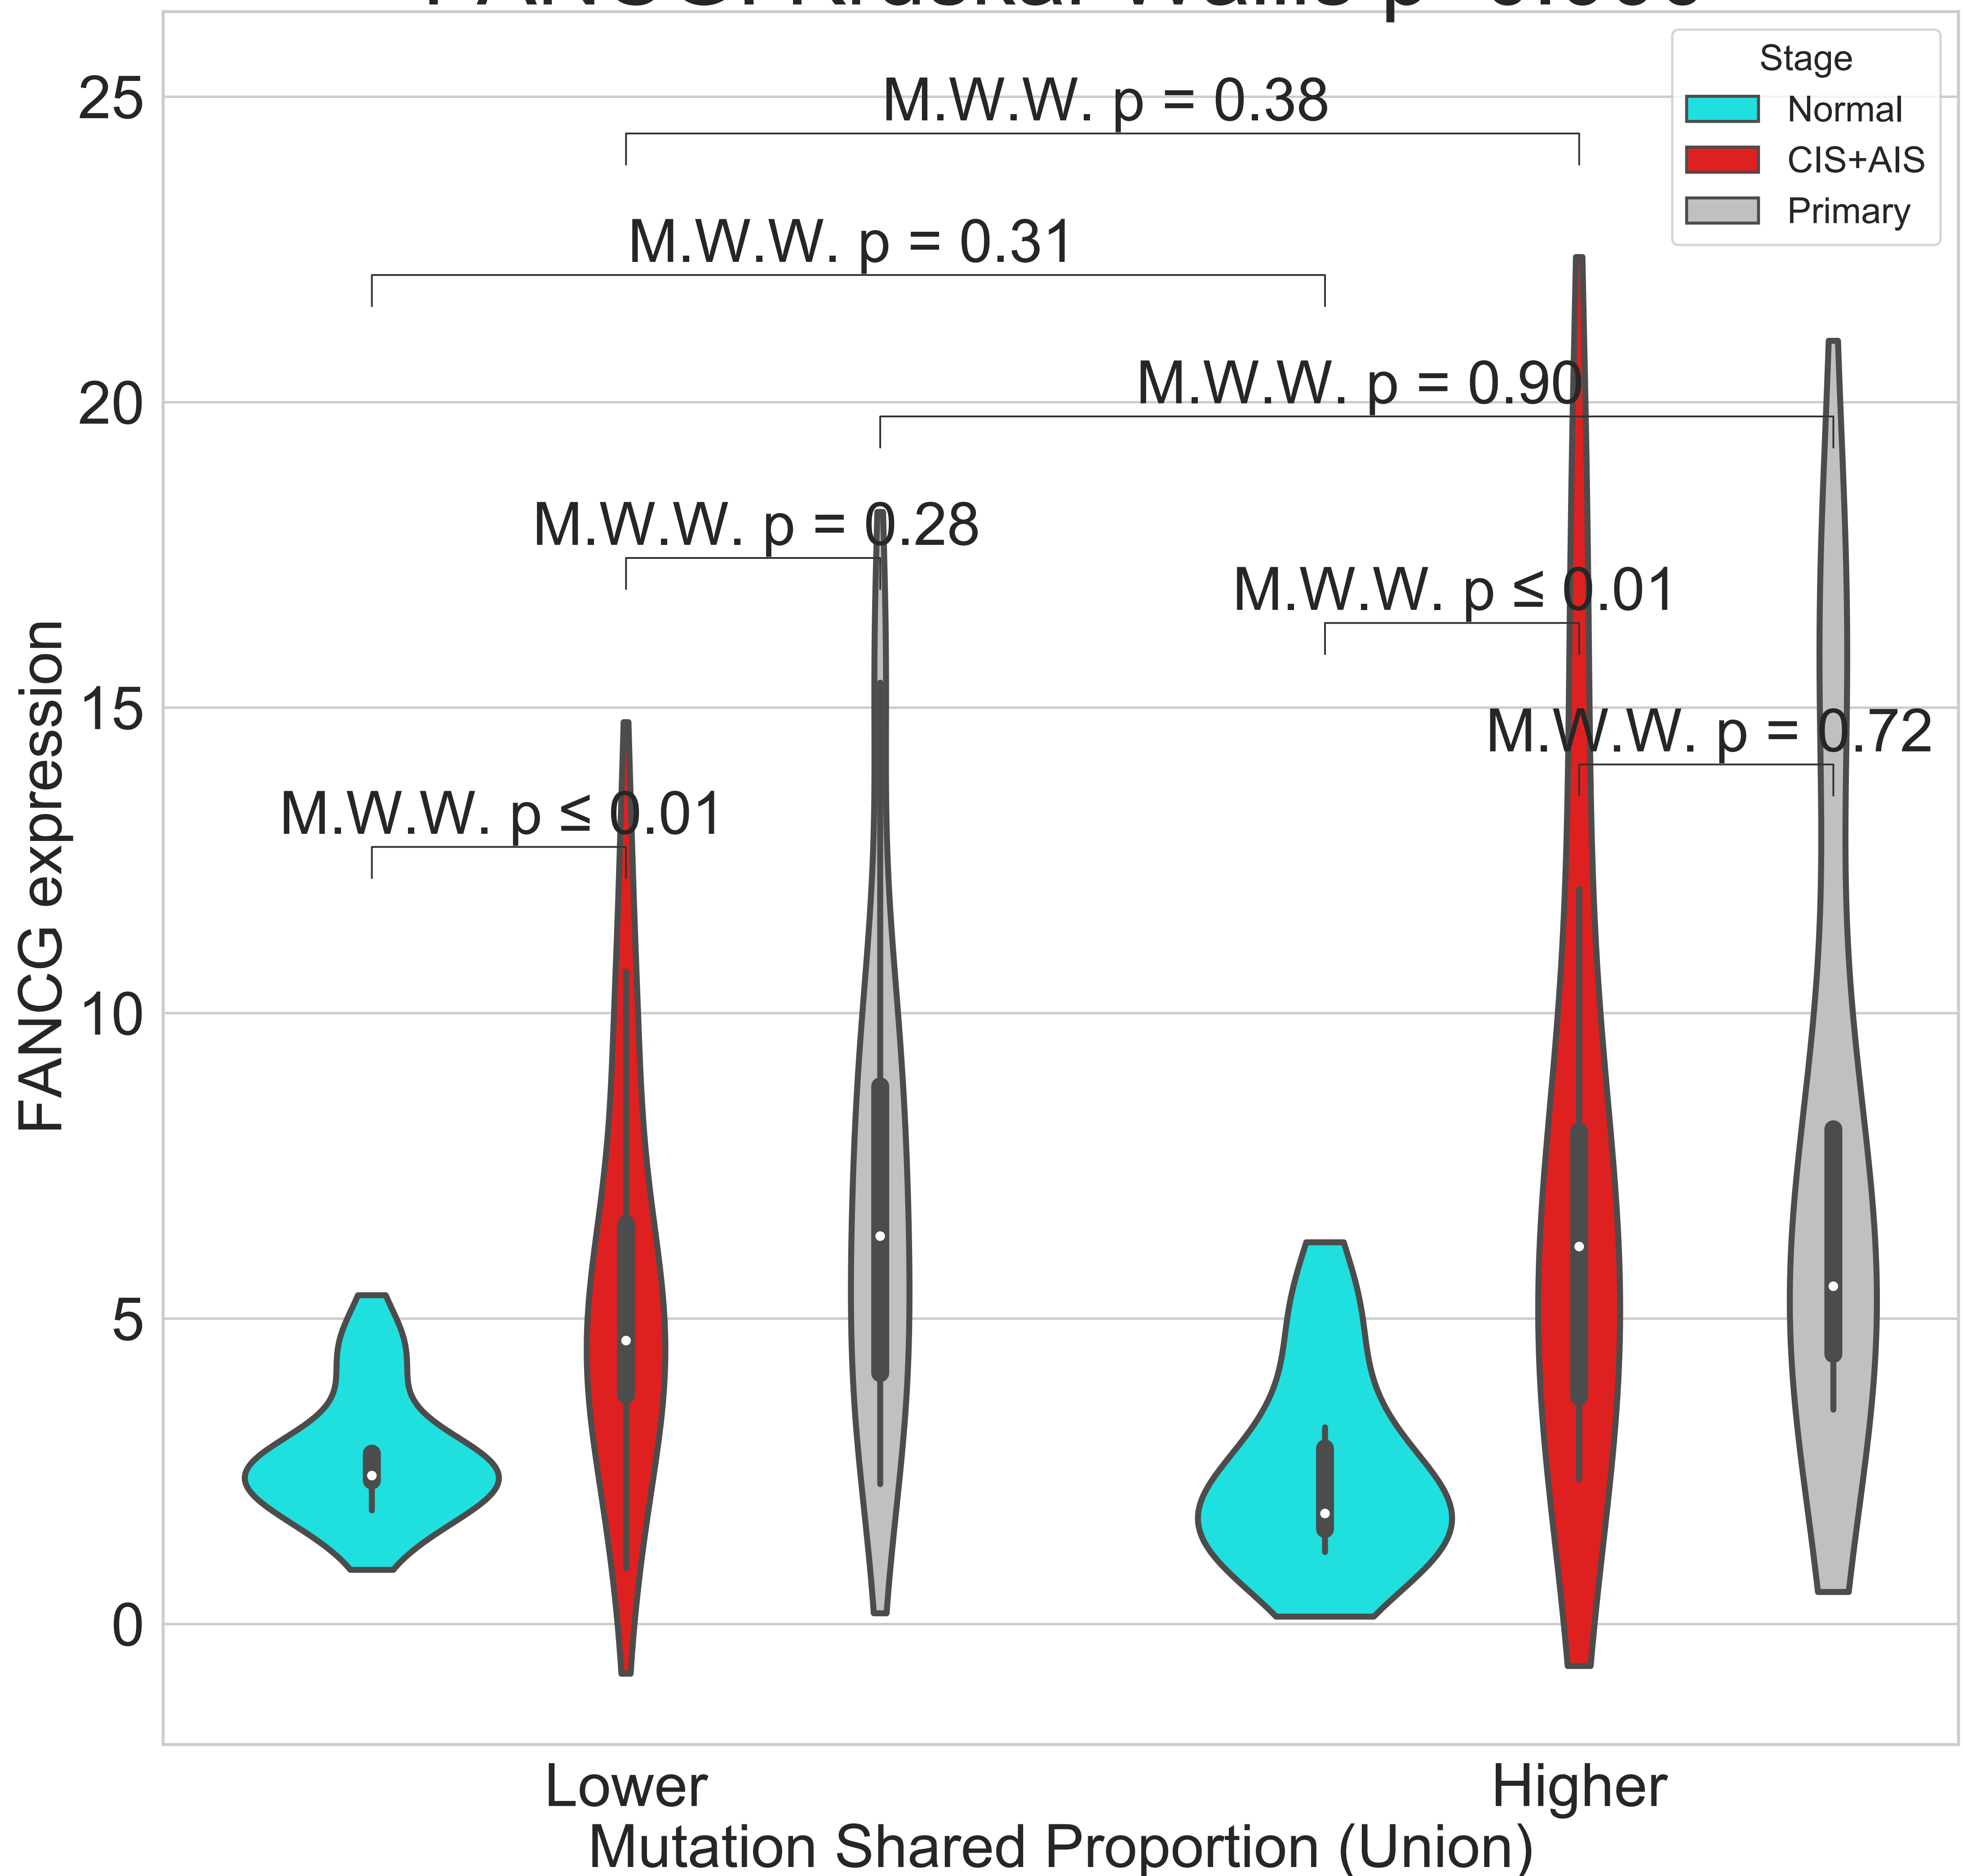 Stage
Normal
CIS+AIS
Primary
M.W.W. p = 0.38
M.W.W. p = 0.31
M.W.W. p = 0.90
M.W.W. p = 0.28
M.W.W. p ≤ 0.01
M.W.W. p = 0.72
M.W.W. p ≤ 0.01
25
20
15
10
5
0
FANCG expression
Lower
Higher
Mutation Shared Proportion (Union)